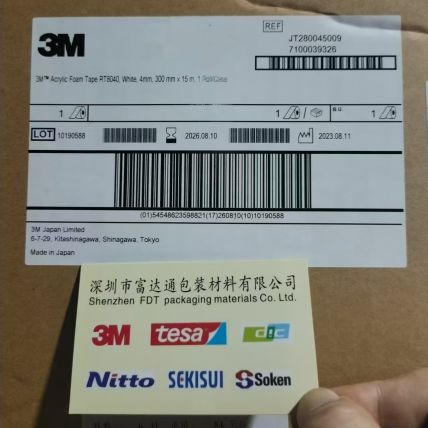 3M
REF
JT280045009
7100039326
3M™ Acrylic Foam Tape RT8040, White, 4mm, 300 mm x 15 m, 1 Roll/Case
1
1
1
LOT 10190588
2026.08.10
2023.08.11
(01)54548623598821(17)260810(10)10190588
3M Japan Limited
6-7-29, Kitashinagawa, Shinagawa, Tokyo
Made in Japan
深圳市富达通包装材料有限公司
Shenzhen FDT packaging materials Co. Ltd.
3M tesa dic
Nitto SEKISUI Soken